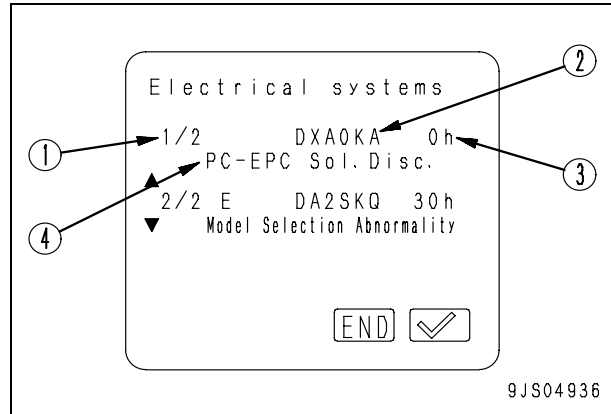 Electrical systems
1/2 DXA0KA 0h
PC-EPC Sol.Disc.
▲
2/2 E DA2SKQ 30h
▼ Model Selection Abnormality
END
1
2
3
4
9JS04936